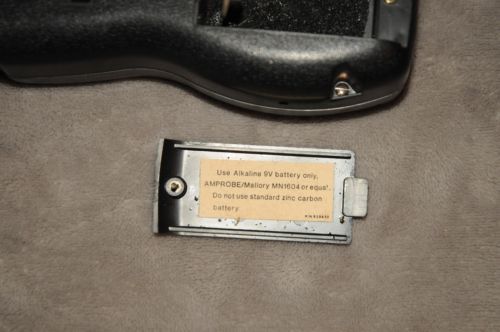 Use Alkaline 9V battery only,
AMPROBE/Mallory MN1604 or equal.
Do not use standard zinc carbon
battery.